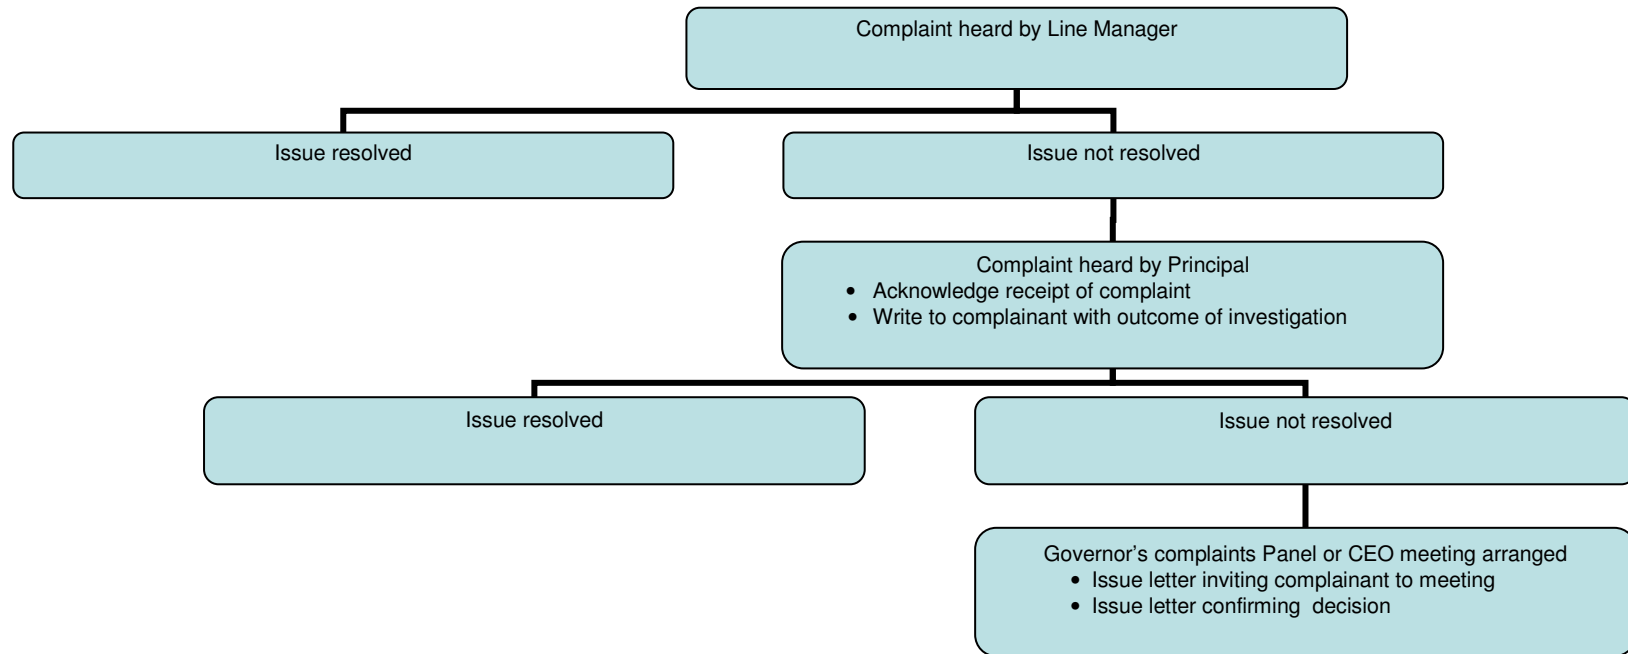 Complaint heard by Line Manager
Issue resolved
Issue not resolved
Complaint heard by Principal
• Acknowledge receipt of complaint
• Write to complainant with outcome of investigation
Issue resolved
Issue not resolved
Governor’s complaints Panel or CEO meeting arranged
• Issue letter inviting complainant to meeting
• Issue letter confirming  decision